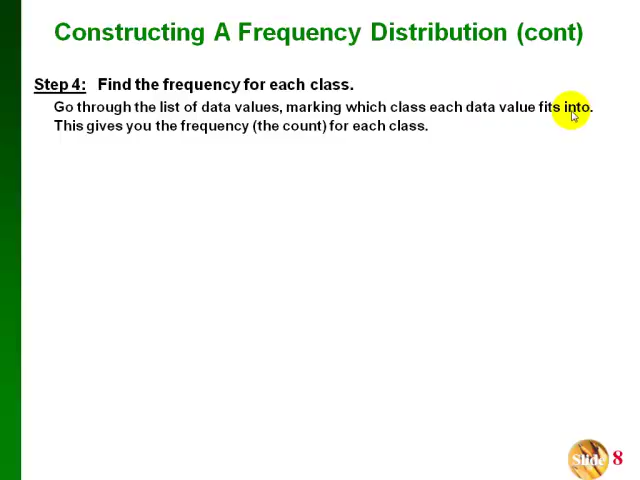 Constructing A Frequency Distribution (cont)
Step 4: Find the frequency for each class.
Go through the list of data values, marking which class each data value fits into.
This gives you the frequency (the count) for each class.
Slide 8